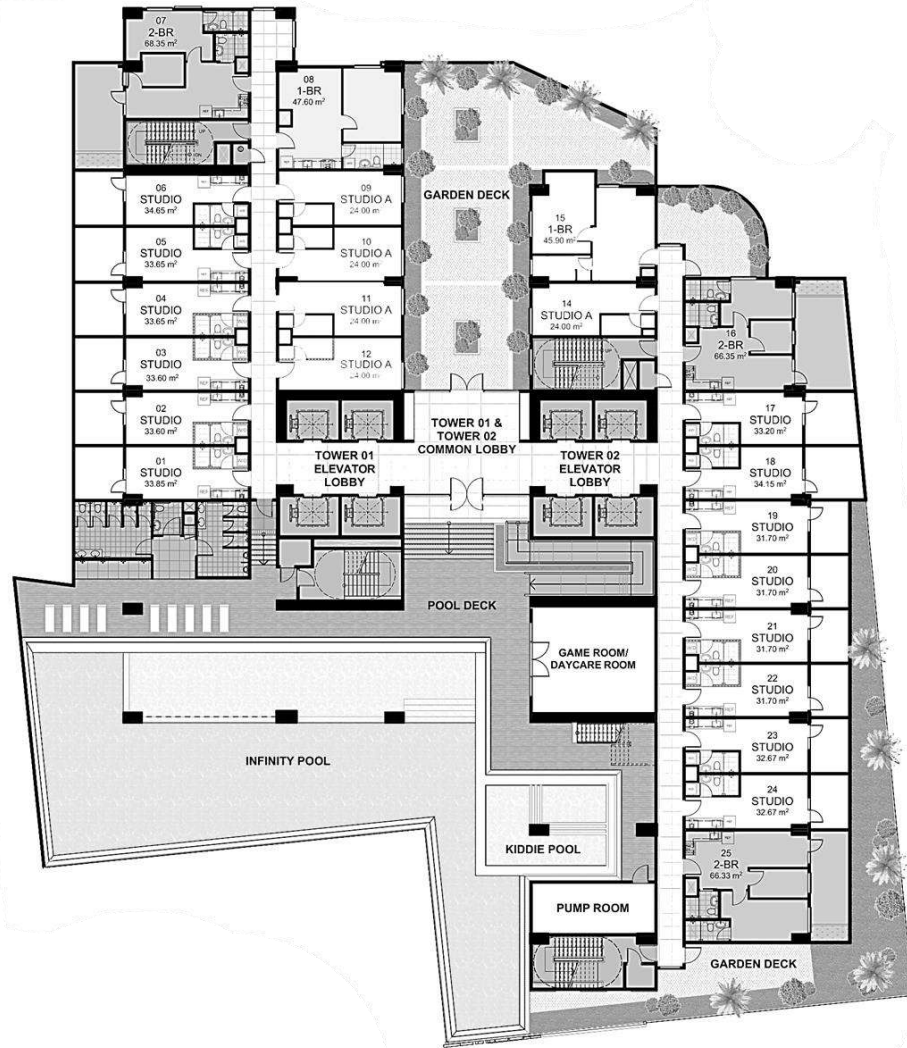 07
2-BR
68.35 m²
08
1-BR
47.60 m²
UP
06
STUDIO
34.65 m²
05
STUDIO
33.65 m²
04
STUDIO
33.65 m²
03
STUDIO
33.60 m²
02
STUDIO
33.60 m²
01
STUDIO
33.85 m²
09
STUDIO A
24.00 m²
10
STUDIO A
24.00 m²
11
STUDIO A
24.00 m²
12
STUDIO A
24.00 m²
GARDEN DECK
15
1-BR
45.90 m²
14
STUDIO A
24.00 m²
UP
16
2-BR
66.35 m²
TOWER 01 &
TOWER 02
COMMON LOBBY
TOWER 01
ELEVATOR
LOBBY
TOWER 02
ELEVATOR
LOBBY
17
STUDIO
33.20 m²
18
STUDIO
34.15 m²
19
STUDIO
31.70 m²
20
STUDIO
31.70 m²
21
STUDIO
31.70 m²
22
STUDIO
31.70 m²
23
STUDIO
32.67 m²
24
STUDIO
32.67 m²
25
2-BR
66.33 m²
POOL DECK
GAME ROOM/
DAYCARE ROOM
INFINITY POOL
KIDDIE POOL
PUMP ROOM
GARDEN DECK